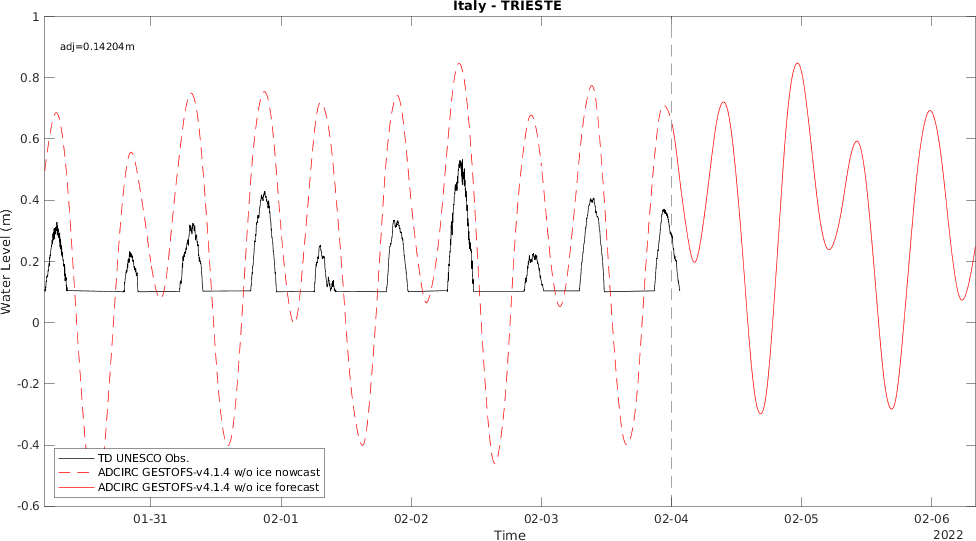 Italy - TRIESTE
adj=0.14204m
1
0.8
0.6
0.4
0.2
0
-0.2
-0.4
-0.6
Water Level (m)
TD UNESCO Obs.
ADCIRC GESTOFS-v4.1.4 w/o ice nowcast
ADCIRC GESTOFS-v4.1.4 w/o ice forecast
01-31 02-01 02-02 02-03 02-04 02-05 02-06
Time
2022